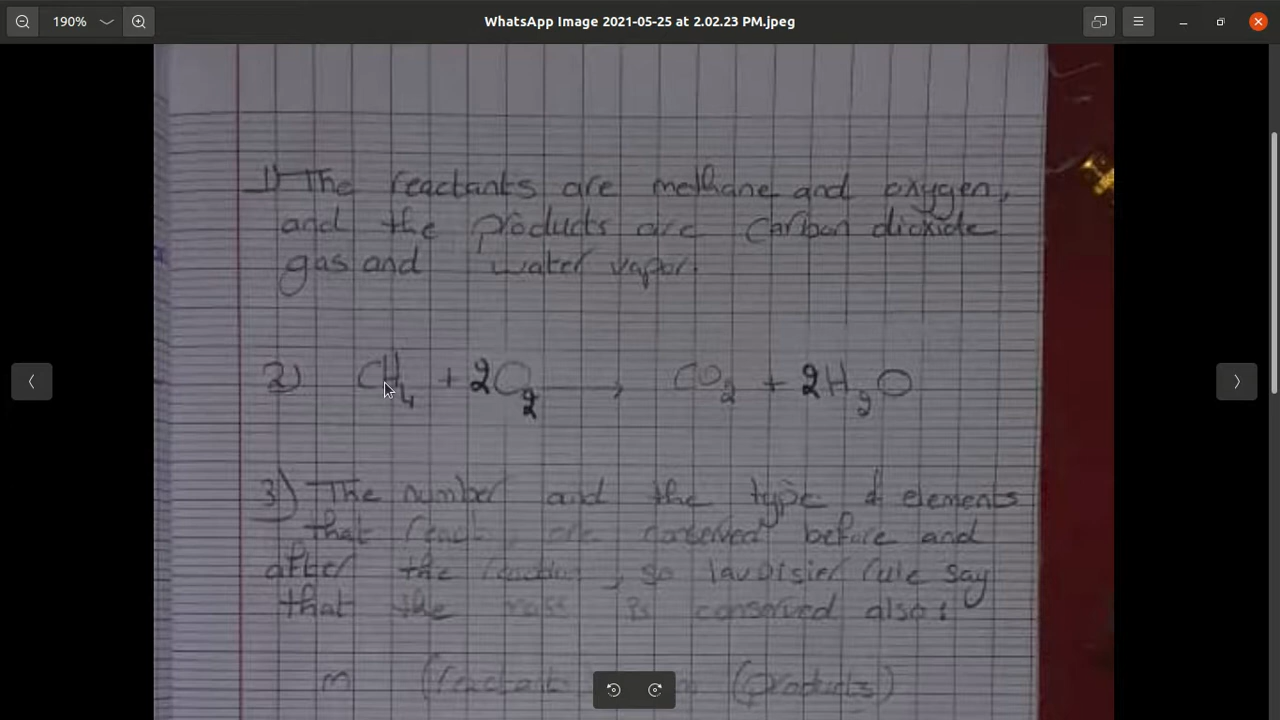 190%
WhatsApp Image 2021-05-25 at 2.02.23 PM.jpeg
1) The reactants are methane and oxygen,
and the products are Carbon dioxide
gas and water vapor.
2) CH4 + 2O2 → CO2 + 2H2O
3) The number and the type of elements
that react are conserved before and
after the reaction, so lavoisier rule say
that the mass is conserved also:
m (reactants) (products)